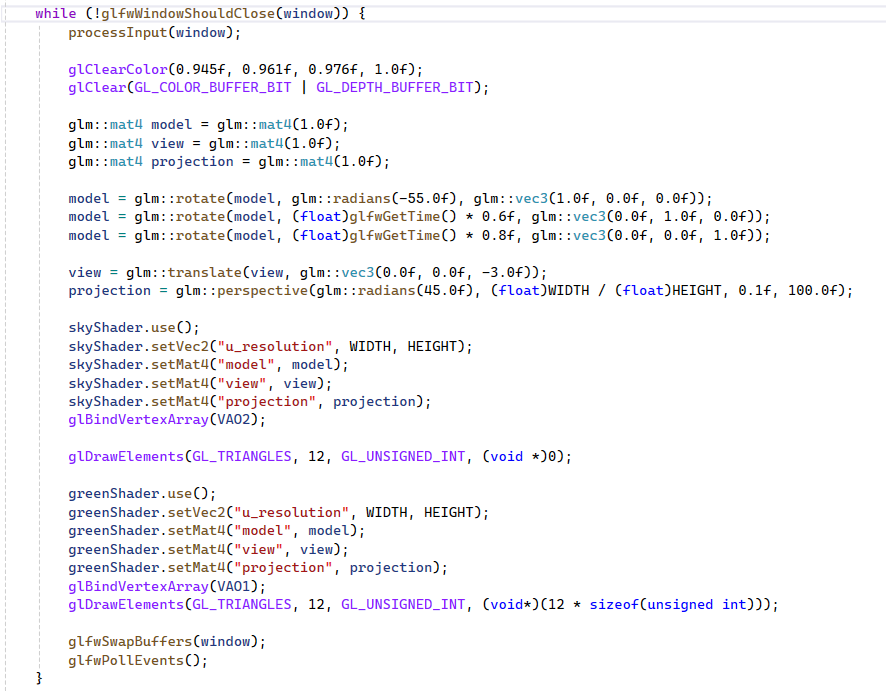 while (!glfwWindowShouldClose(window)) {
processInput(window);
glClearColor(0.945f, 0.961f, 0.976f, 1.0f);
glClear(GL_COLOR_BUFFER_BIT | GL_DEPTH_BUFFER_BIT);
glm::mat4 model = glm::mat4(1.0f);
glm::mat4 view = glm::mat4(1.0f);
glm::mat4 projection = glm::mat4(1.0f);
model = glm::rotate(model, glm::radians(-55.0f), glm::vec3(1.0f, 0.0f, 0.0f));
model = glm::rotate(model, (float)glfwGetTime() * 0.6f, glm::vec3(0.0f, 1.0f, 0.0f));
model = glm::rotate(model, (float)glfwGetTime() * 0.8f, glm::vec3(0.0f, 0.0f, 1.0f));
view = glm::translate(view, glm::vec3(0.0f, 0.0f, -3.0f));
projection = glm::perspective(glm::radians(45.0f), (float)WIDTH / (float)HEIGHT, 0.1f, 100.0f);
skyShader.use();
skyShader.setVec2("u_resolution", WIDTH, HEIGHT);
skyShader.setMat4("model", model);
skyShader.setMat4("view", view);
skyShader.setMat4("projection", projection);
glBindVertexArray(VAO2);
glDrawElements(GL_TRIANGLES, 12, GL_UNSIGNED_INT, (void *)0);
greenShader.use();
greenShader.setVec2("u_resolution", WIDTH, HEIGHT);
greenShader.setMat4("model", model);
greenShader.setMat4("view", view);
greenShader.setMat4("projection", projection);
glBindVertexArray(VAO1);
glDrawElements(GL_TRIANGLES, 12, GL_UNSIGNED_INT, (void*)(12 * sizeof(unsigned int)));
glfwSwapBuffers(window);
glfwPollEvents();
}